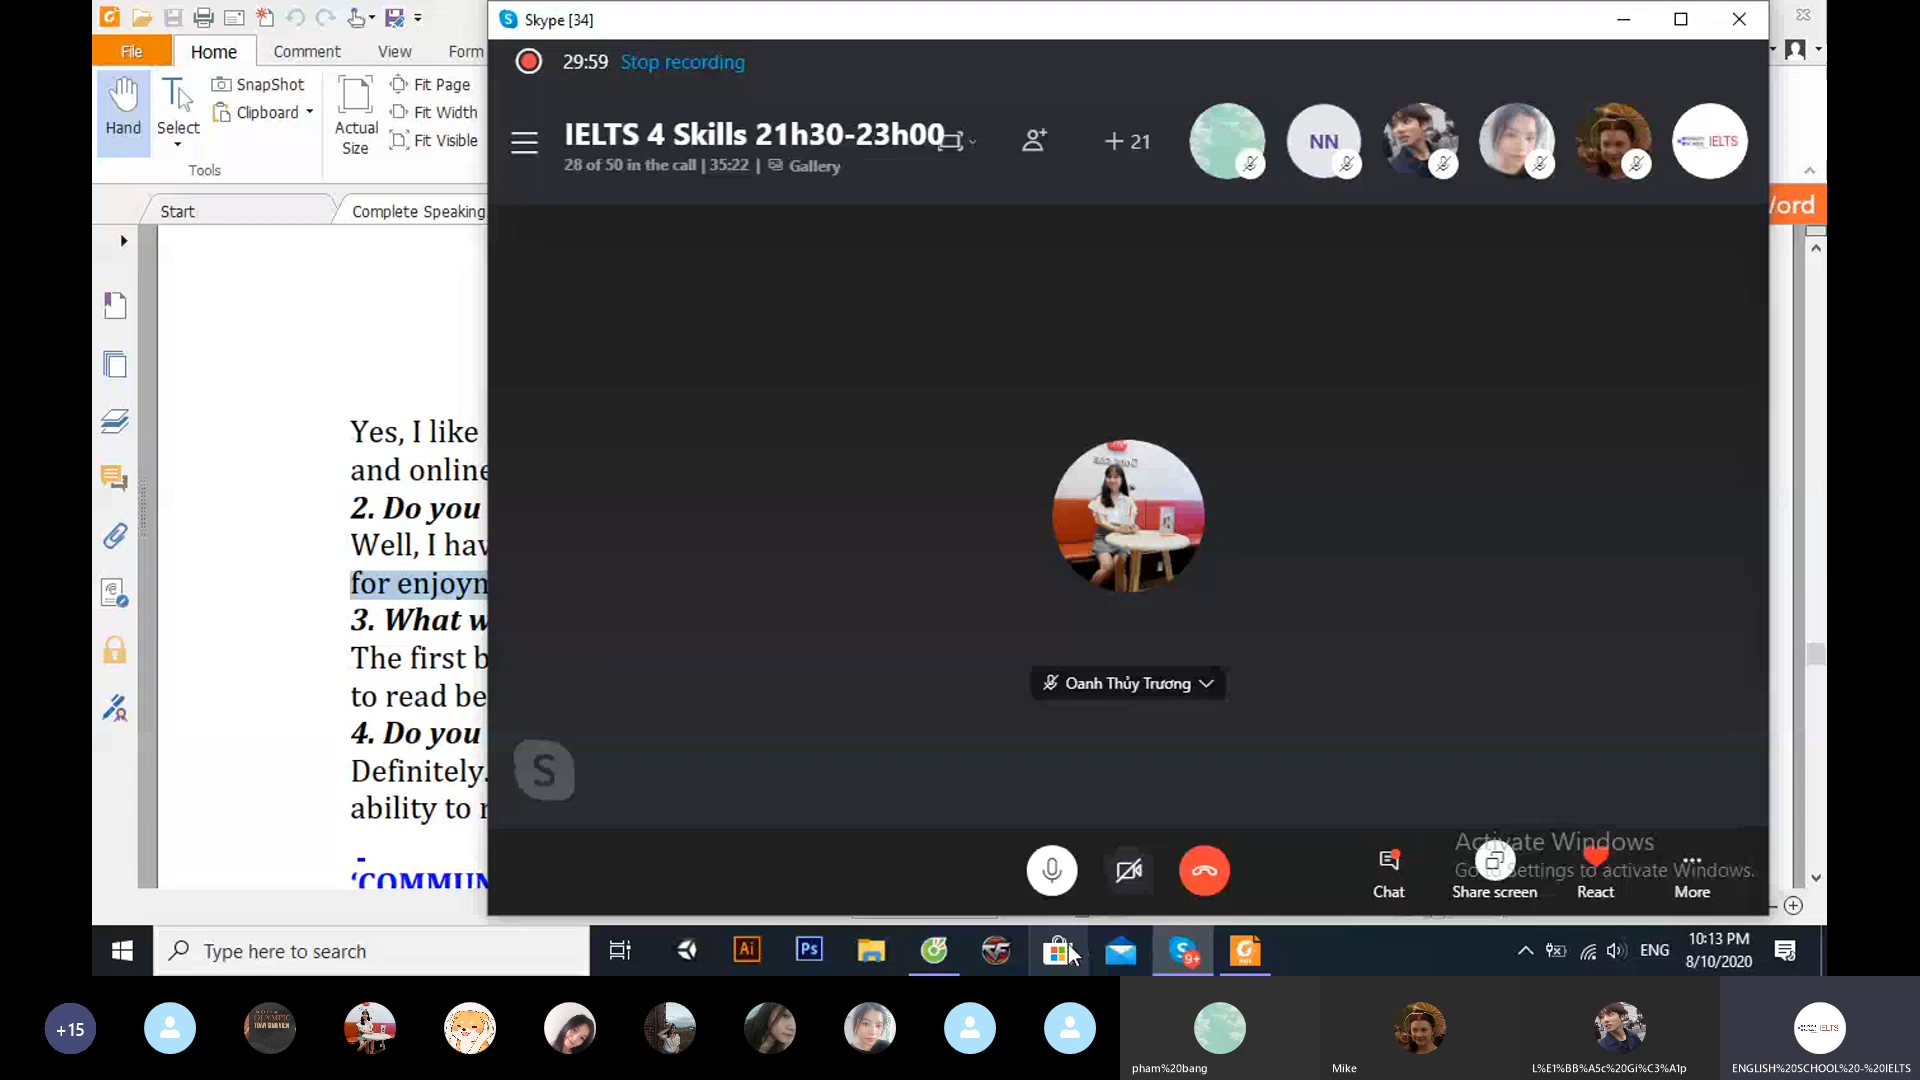 Skype [34]
File
Home
Comment
View
Form
29:59 Stop recording
Hand
Select
SnapShot
Clipboard
Actual
Size
Fit Page
Fit Width
Fit Visible
Tools
IELTS 4 Skills 21h30-23h00
28 of 50 in the call | 35:22 | Gallery
+ 21
NN
IELTS
Start
Complete Speaking
Yes, I like
and online
2. Do you
Well, I hav
for enjoym
3. What w
The first b
to read be
4. Do you
Definitely.
ability to r
‘COMMUN
Oanh Thủy Trương
S
Activate Windows
Go to Settings to activate Windows.
Chat
Share screen
React
More
Type here to search
Ai
Ps
9+
ENG
10:13 PM
8/10/2020
+15
pham%20bang
Mike
L%E1%BB%A5c%20Gi%C3%A1p
ENGLISH%20SCHOOL%20-%20IELTS